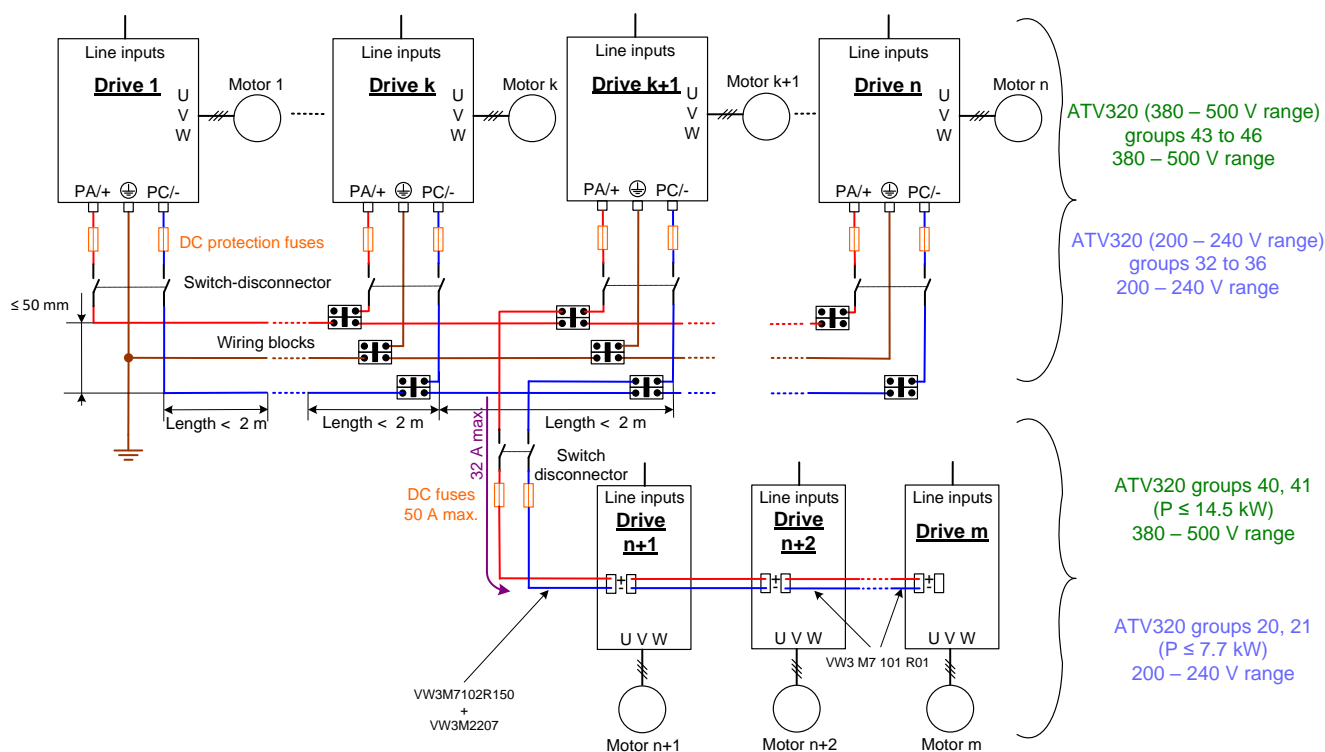 Line inputs
Drive 1
U
V
W
Motor 1
PA/+
PC/-
Line inputs
Drive k
U
V
W
Motor k
PA/+
PC/-
Line inputs
Drive k+1
U
V
W
Motor k+1
PA/+
PC/-
Line inputs
Drive n
U
V
W
Motor n
PA/+
PC/-
ATV320 (380 – 500 V range)
groups 43 to 46
380 – 500 V range
ATV320 (200 – 240 V range)
groups 32 to 36
200 – 240 V range
DC protection fuses
Switch-disconnector
≤ 50 mm
Wiring blocks
Length < 2 m
Length < 2 m
Length < 2 m
32 A max.
Switch
disconnector
DC fuses
50 A max.
Line inputs
Drive
n+1
+
-
U V W
Motor n+1
Line inputs
Drive
n+2
+
-
U V W
Motor n+2
Line inputs
Drive m
+
-
U V W
Motor m
VW3 M7 101 R01
VW3M7102R150
+
VW3M2207
ATV320 groups 40, 41
(P ≤ 14.5 kW)
380 – 500 V range
ATV320 groups 20, 21
(P ≤ 7.7 kW)
200 – 240 V range